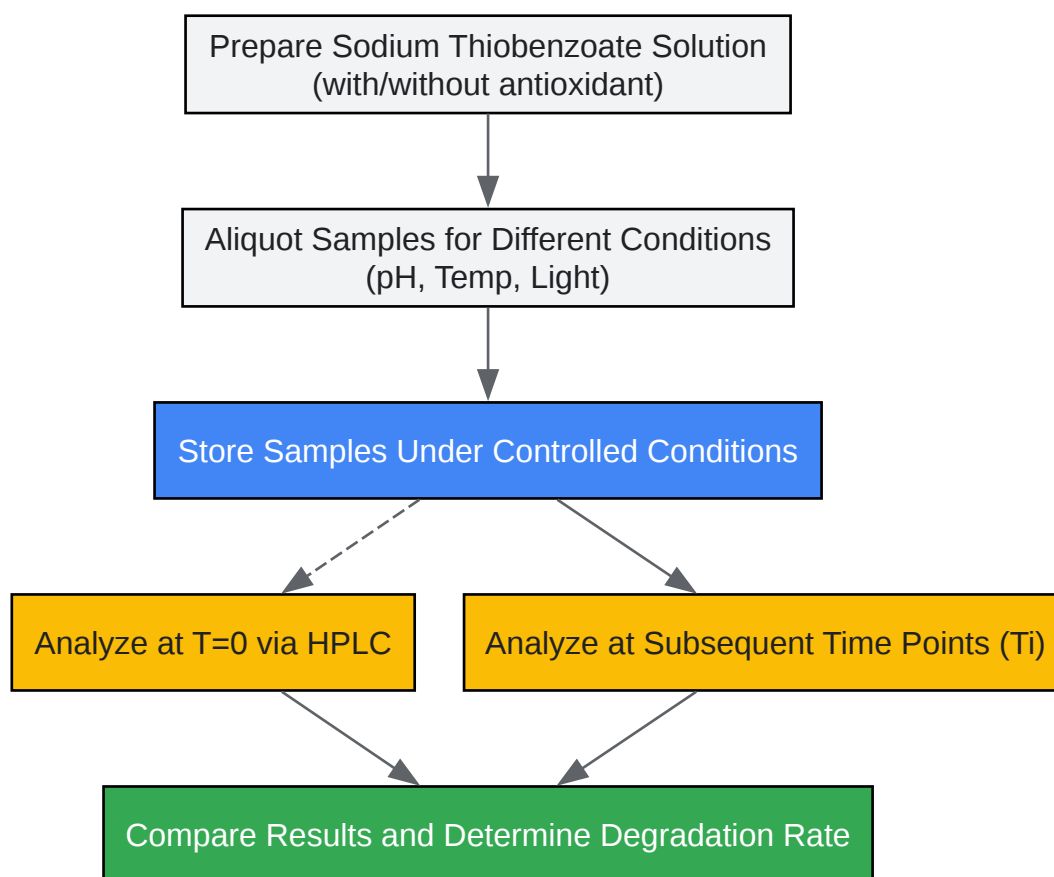 Prepare Sodium Thiobenzoate Solution
(with/without antioxidant)
Aliquot Samples for Different Conditions
(pH, Temp, Light)
Store Samples Under Controlled Conditions
Analyze at T=0 via HPLC
Analyze at Subsequent Time Points (Ti)
Compare Results and Determine Degradation Rate